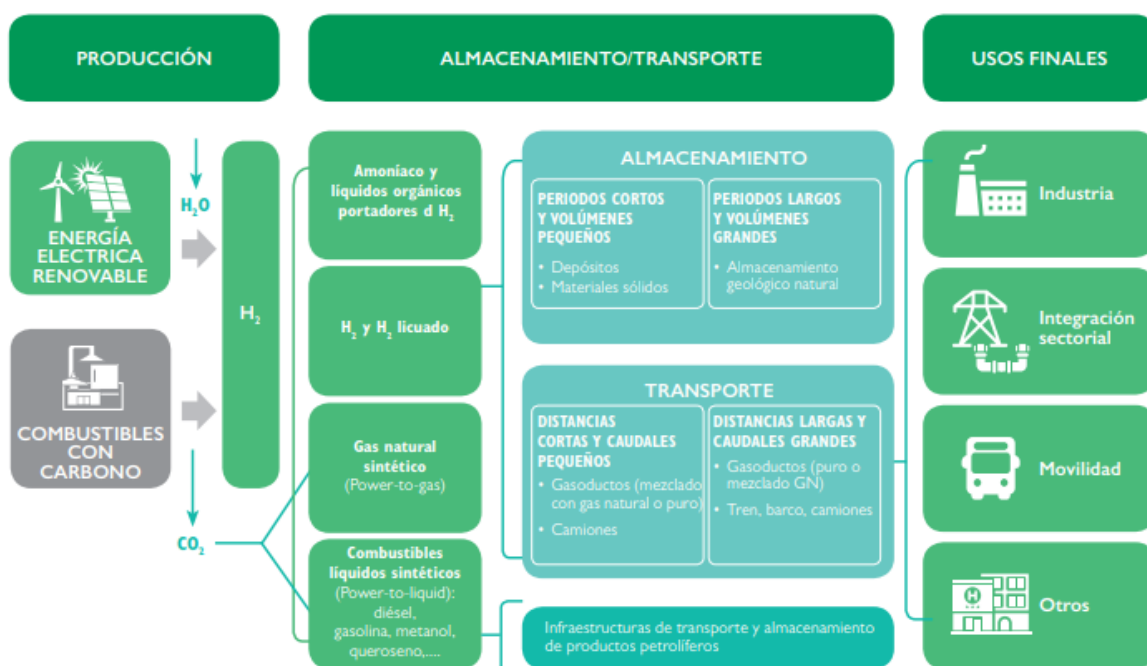 PRODUCCIÓN
ALMACENAMIENTO/TRANSPORTE
USOS FINALES
H₂O
ENERGÍA
ELECTRICA
RENOVABLE
COMBUSTIBLES
CON
CARBONO
CO₂
H₂
Amoníaco y
líquidos orgánicos
portadores d H₂
H₂ y H₂ licuado
Gas natural
sintético
(Power-to-gas)
Combustibles
líquidos sintéticos
(Power-to-liquid):
diésel,
gasolina, metanol,
queroseno,....
ALMACENAMIENTO
PERIODOS CORTOS
Y VOLÚMENES
PEQUEÑOS
• Depósitos
• Materiales sólidos
PERIODOS LARGOS
Y VOLÚMENES
GRANDES
• Almacenamiento
geológico natural
TRANSPORTE
DISTANCIAS
CORTAS Y CAUDALES
PEQUEÑOS
• Gasoductos (mezclado
con gas natural o puro)
• Camiones
DISTANCIAS LARGAS Y
CAUDALES GRANDES
• Gasoductos (puro o
mezclado GN)
• Tren, barco, camiones
Infraestructuras de transporte y almacenamiento
de productos petrolíferos
Industria
Integración
sectorial
Movilidad
H
Otros